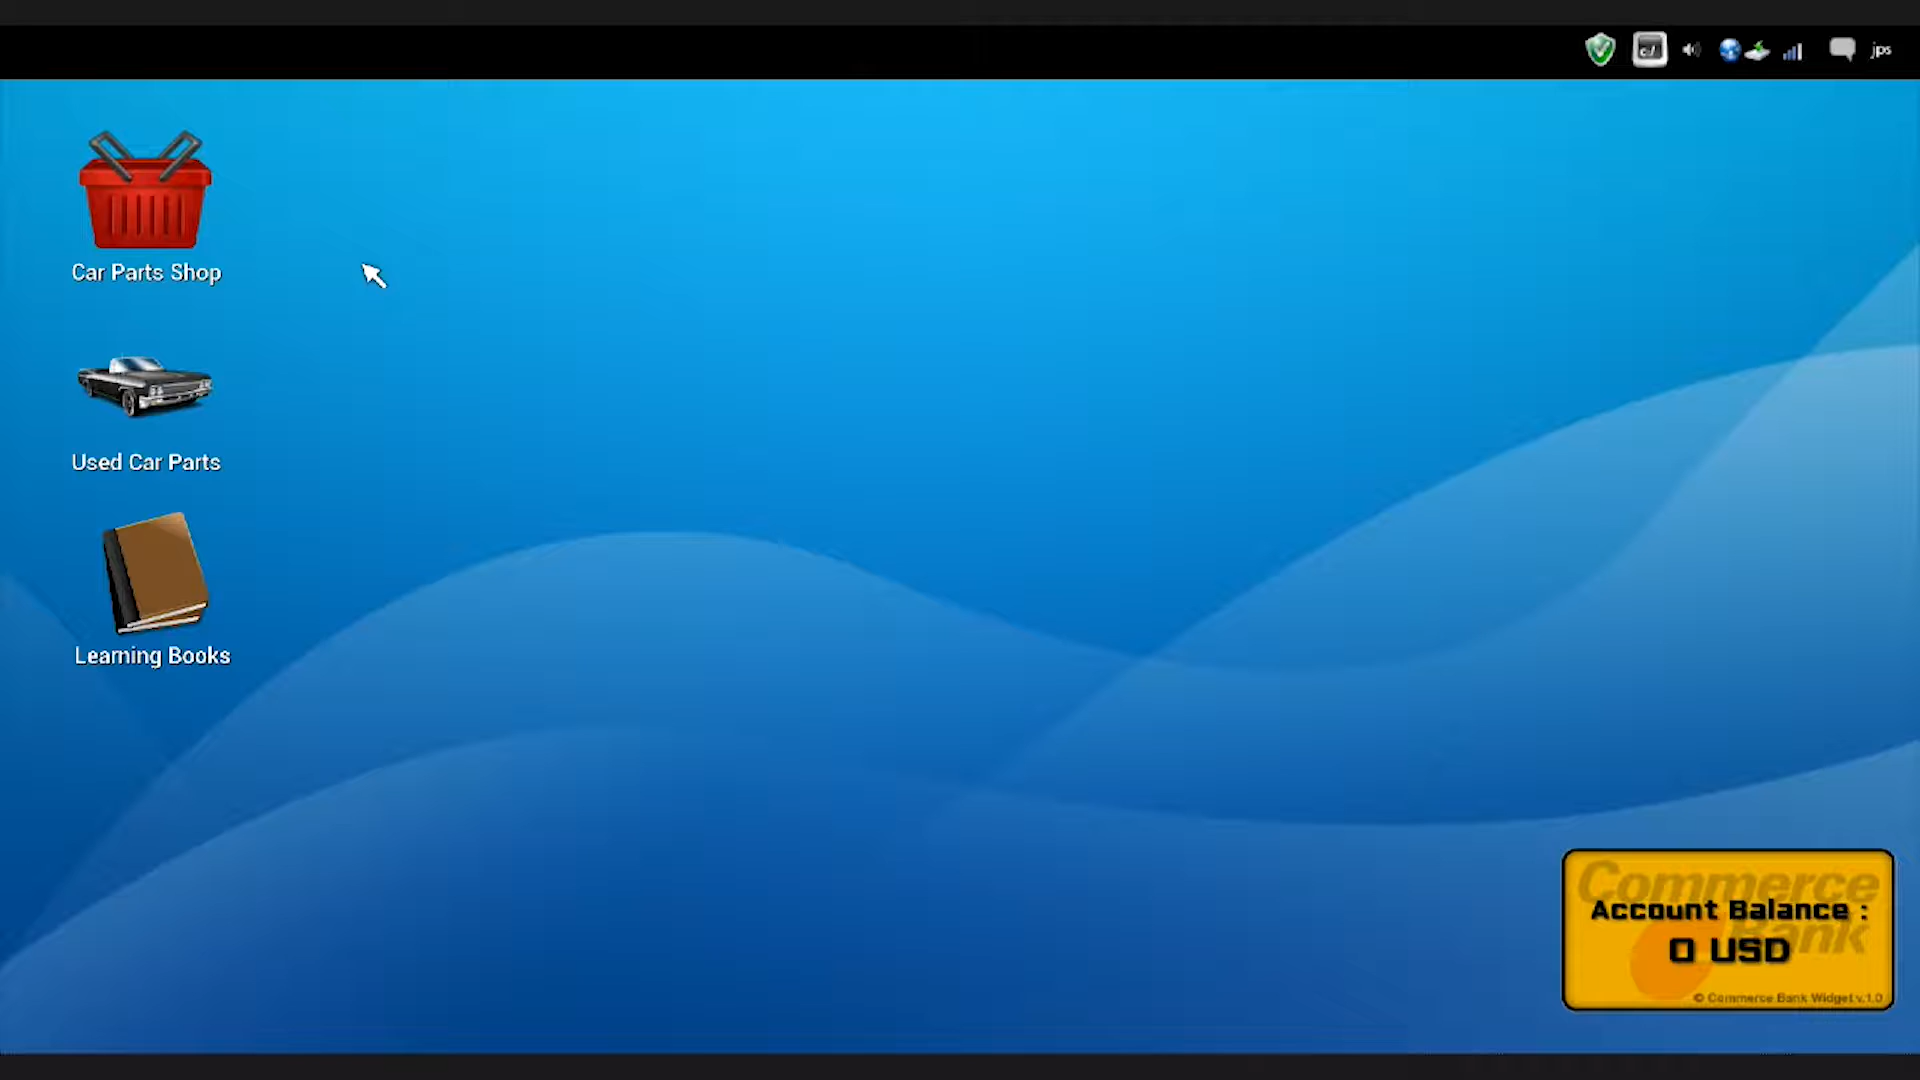 c:/
jps
Car Parts Shop
Used Car Parts
Learning Books
Commerce
Account Balance :
Bank
0 USD
© Commerce Bank Widget v.1.0